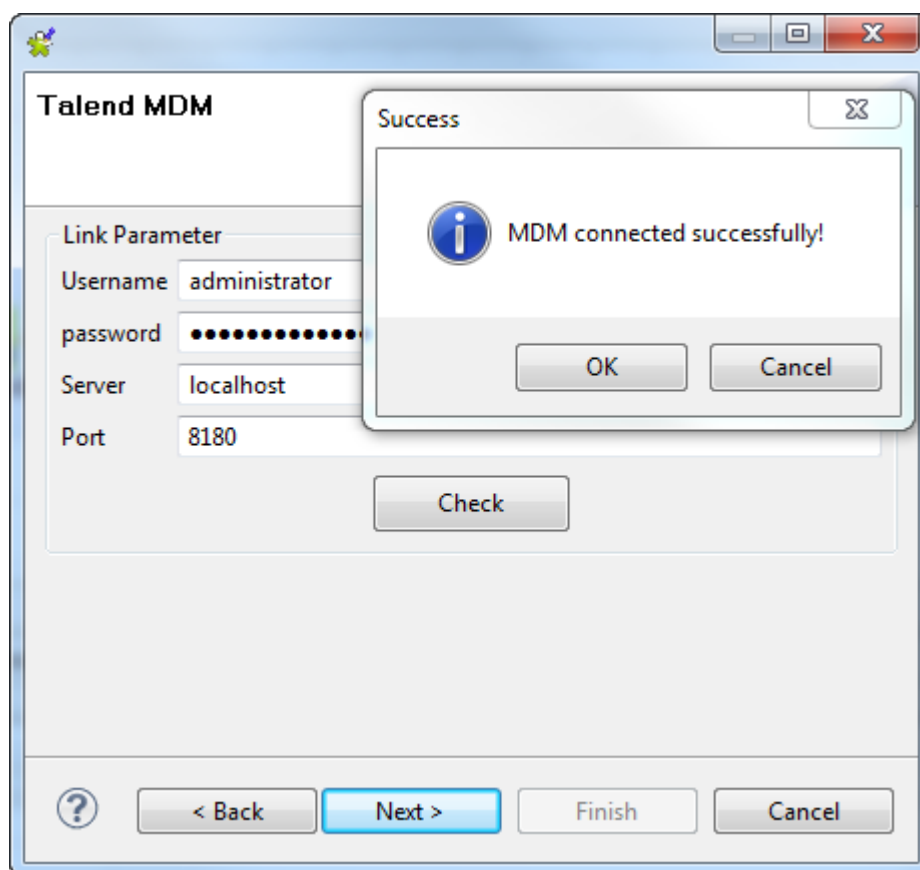 Talend MDM
Success
MDM connected successfully!
OK Cancel
Link Parameter
Username administrator
password ●●●●●●●●●●●●●
Server localhost
Port 8180
Check
? < Back Next > Finish Cancel